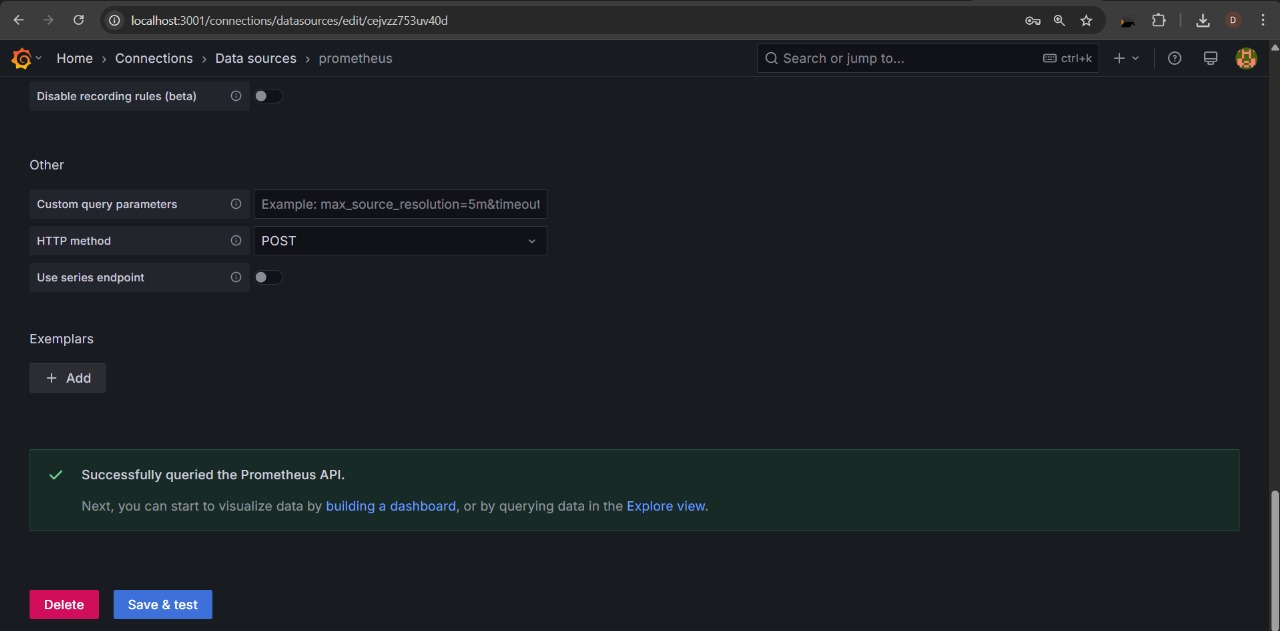 localhost:3001/connections/datasources/edit/cejvzz753uv40d
D
Home › Connections › Data sources › prometheus
Search or jump to...
ctrl+k
Disable recording rules (beta)
Other
Custom query parameters
Example: max_source_resolution=5m&timeout
HTTP method
POST
Use series endpoint
Exemplars
+ Add
Successfully queried the Prometheus API.
Next, you can start to visualize data by building a dashboard, or by querying data in the Explore view.
Delete
Save & test